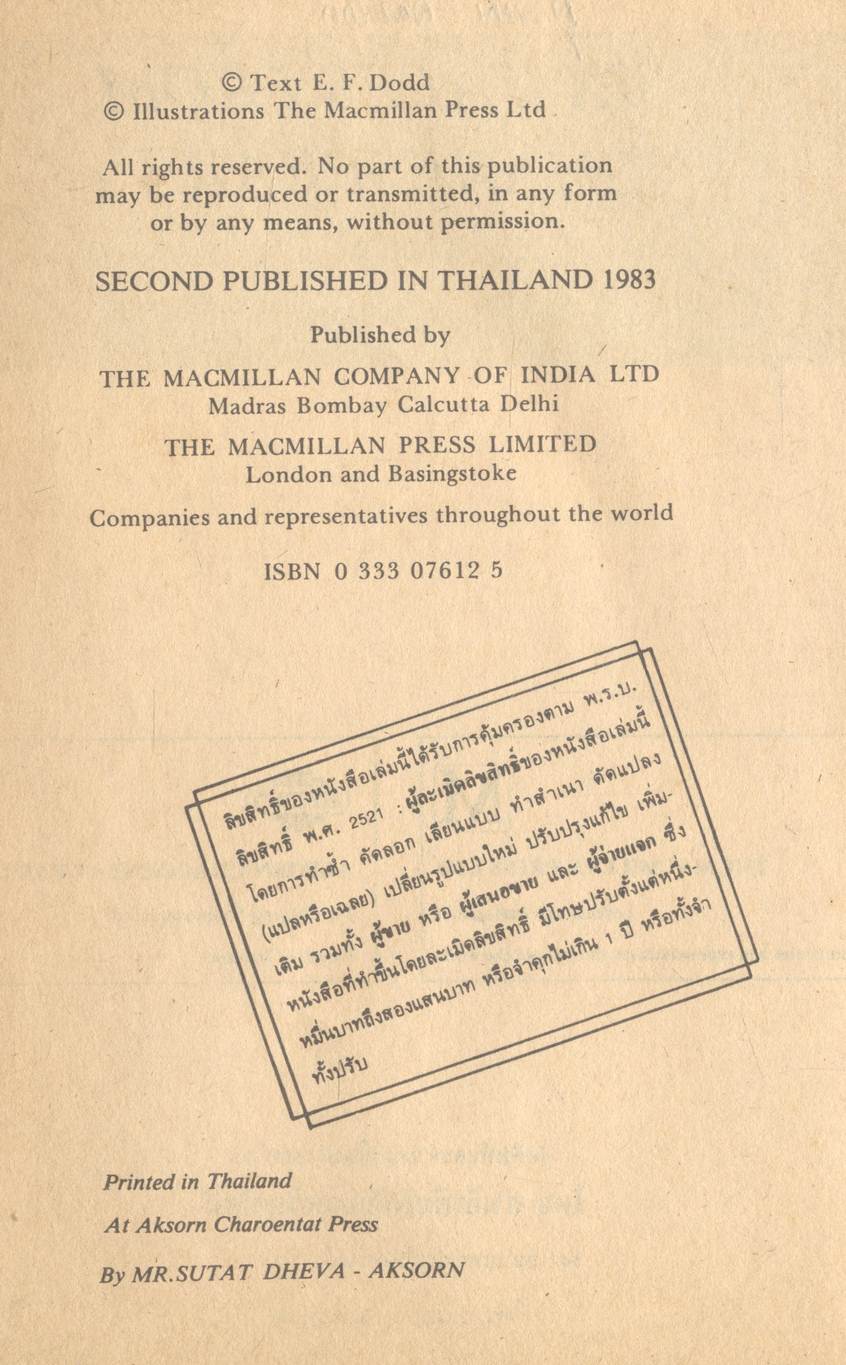 © Text E. F. Dodd
© Illustrations The Macmillan Press Ltd
All rights reserved. No part of this publication
may be reproduced or transmitted, in any form
or by any means, without permission.
SECOND PUBLISHED IN THAILAND 1983
Published by
THE MACMILLAN COMPANY OF INDIA LTD
Madras Bombay Calcutta Delhi
THE MACMILLAN PRESS LIMITED
London and Basingstoke
Companies and representatives throughout the world
ISBN 0 333 07612 5
ลิขสิทธิ์ของหนังสือเล่มนี้ได้รับการคุ้มครองตาม พ.ร.บ.
ลิขสิทธิ์ พ.ศ. 2521 : ผู้ละเมิดลิขสิทธิ์ของหนังสือเล่มนี้
โดยการทำซ้ำ คัดลอก เลียนแบบ ทำสำเนา ดัดแปลง
(แปลหรือเฉลย) เปลี่ยนรูปแบบใหม่ ปรับปรุงแก้ไข เพิ่ม-
เติม รวมทั้ง ผู้ขาย หรือ ผู้เสนอขาย และ ผู้จ่ายแจก ซึ่ง
หนังสือที่ทำขึ้นโดยละเมิดลิขสิทธิ์ มีโทษปรับตั้งแต่หนึ่ง-
หมื่นบาทถึงสองแสนบาท หรือจำคุกไม่เกิน 1 ปี หรือทั้งจำ
ทั้งปรับ
Printed in Thailand
At Aksorn Charoentat Press
By MR.SUTAT DHEVA - AKSORN